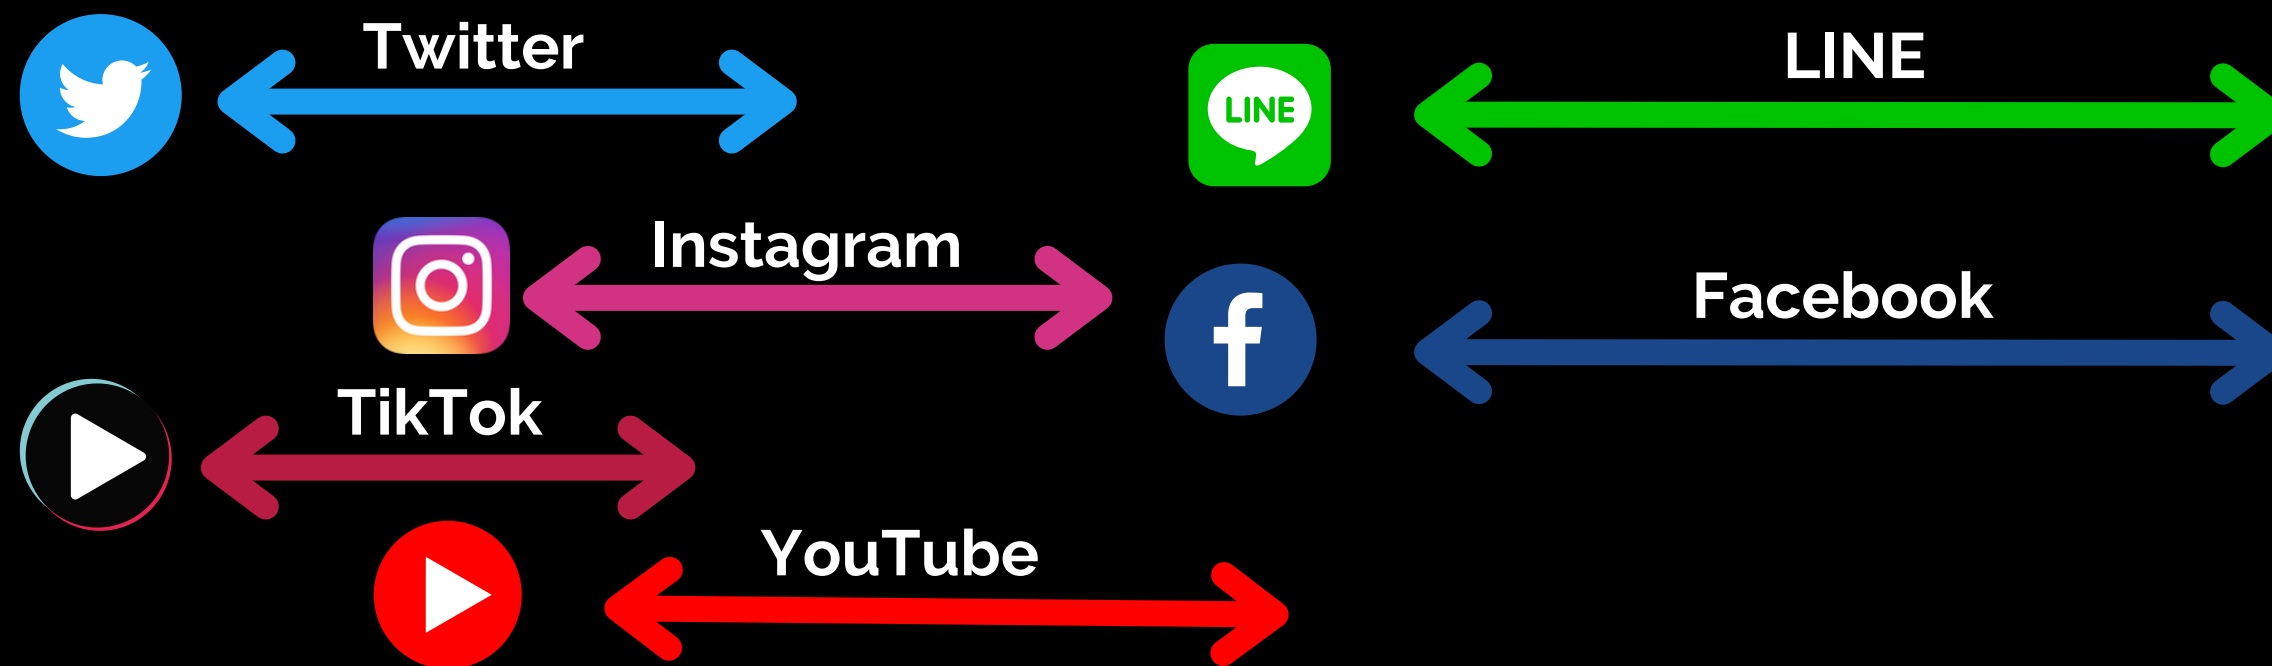 Twitter
LINE
LINE
Instagram
Facebook
TikTok
YouTube